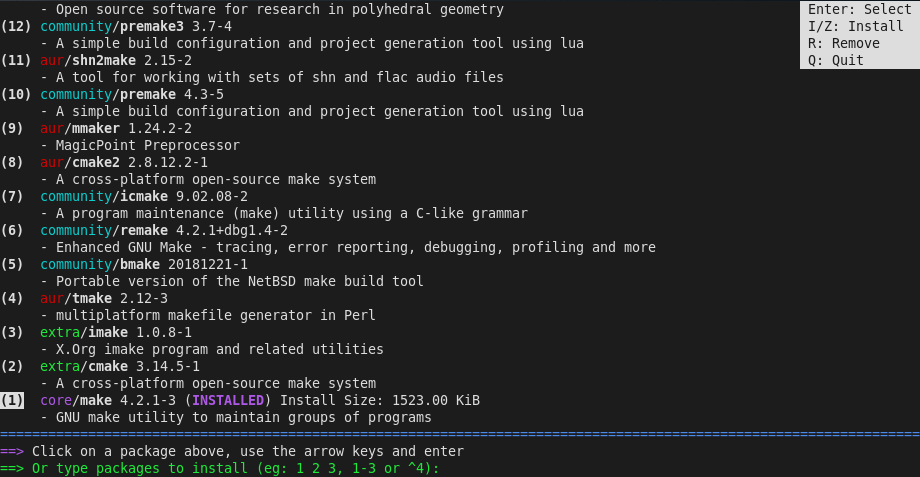 - Open source software for research in polyhedral geometry
Enter: Select
(12) community/premake3 3.7-4
I/Z: Install
- A simple build configuration and project generation tool using lua
R: Remove
(11) aur/shn2make 2.15-2
Q: Quit
- A tool for working with sets of shn and flac audio files
(10) community/premake 4.3-5
- A simple build configuration and project generation tool using lua
(9) aur/mmaker 1.24.2-2
- MagicPoint Preprocessor
(8) aur/cmake2 2.8.12.2-1
- A cross-platform open-source make system
(7) community/icmake 9.02.08-2
- A program maintenance (make) utility using a C-like grammar
(6) community/remake 4.2.1+dbg1.4-2
- Enhanced GNU Make - tracing, error reporting, debugging, profiling and more
(5) community/bmake 20181221-1
- Portable version of the NetBSD make build tool
(4) aur/tmake 2.12-3
- multiplatform makefile generator in Perl
(3) extra/imake 1.0.8-1
- X.Org imake program and related utilities
(2) extra/cmake 3.14.5-1
- A cross-platform open-source make system
(1) core/make 4.2.1-3 (INSTALLED) Install Size: 1523.00 KiB
- GNU make utility to maintain groups of programs
==> Click on a package above, use the arrow keys and enter
==> Or type packages to install (eg: 1 2 3, 1-3 or ^4):